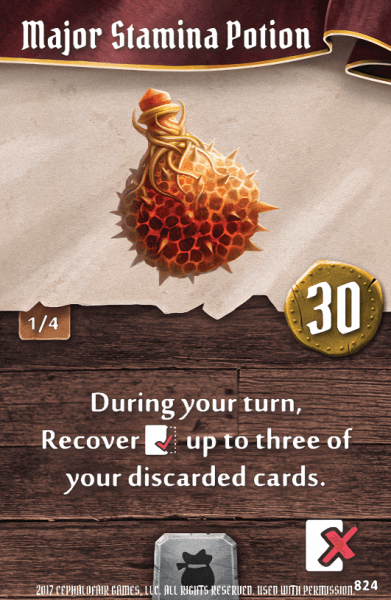 Major Stamina Potion
1/4
30
During your turn,
Recover up to three of
your discarded cards.
2017 CEPHALOFAIR GAMES, LLC. ALL RIGHTS RESERVED. USED WITH PERMISSION.
824